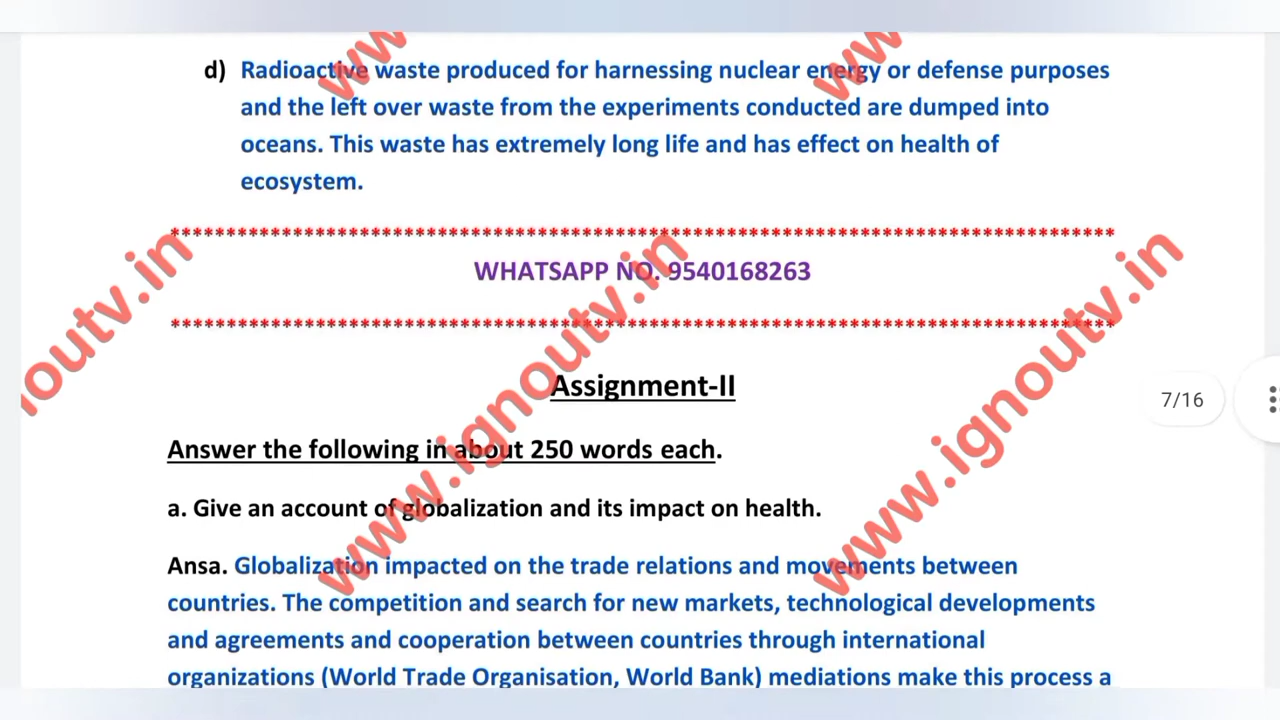 d) Radioactive waste produced for harnessing nuclear energy or defense purposes
and the left over waste from the experiments conducted are dumped into
oceans. This waste has extremely long life and has effect on health of
ecosystem.
************************************************************************************
WHATSAPP NO. 9540168263
************************************************************************************
Assignment-II
7/16
Answer the following in about 250 words each.
a. Give an account of globalization and its impact on health.
Ansa. Globalization impacted on the trade relations and movements between
countries. The competition and search for new markets, technological developments
and agreements and cooperation between countries through international
organizations (World Trade Organisation, World Bank) mediations make this process a
ww
ww
noutv.in
www.ignoutv.in
www.ignoutv.in